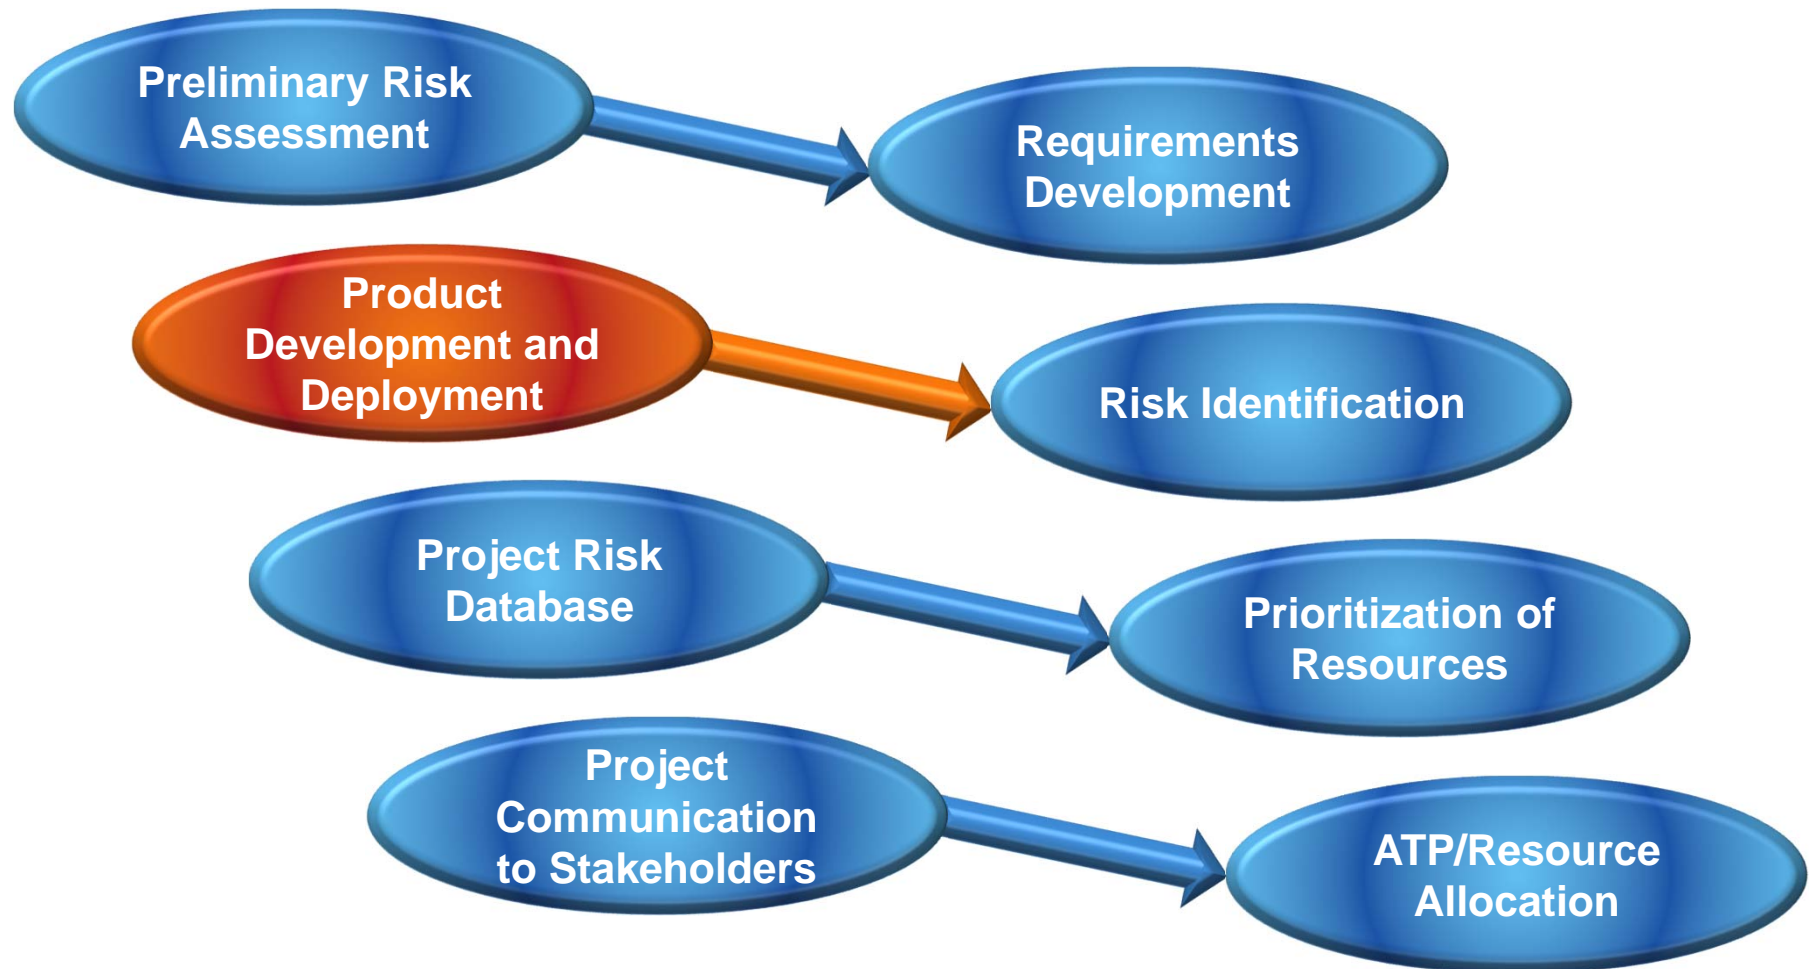 Preliminary Risk
Assessment
Requirements
Development
Product
Development and
Deployment
Risk Identification
Project Risk
Database
Prioritization of
Resources
Project
Communication
to Stakeholders
ATP/Resource
Allocation